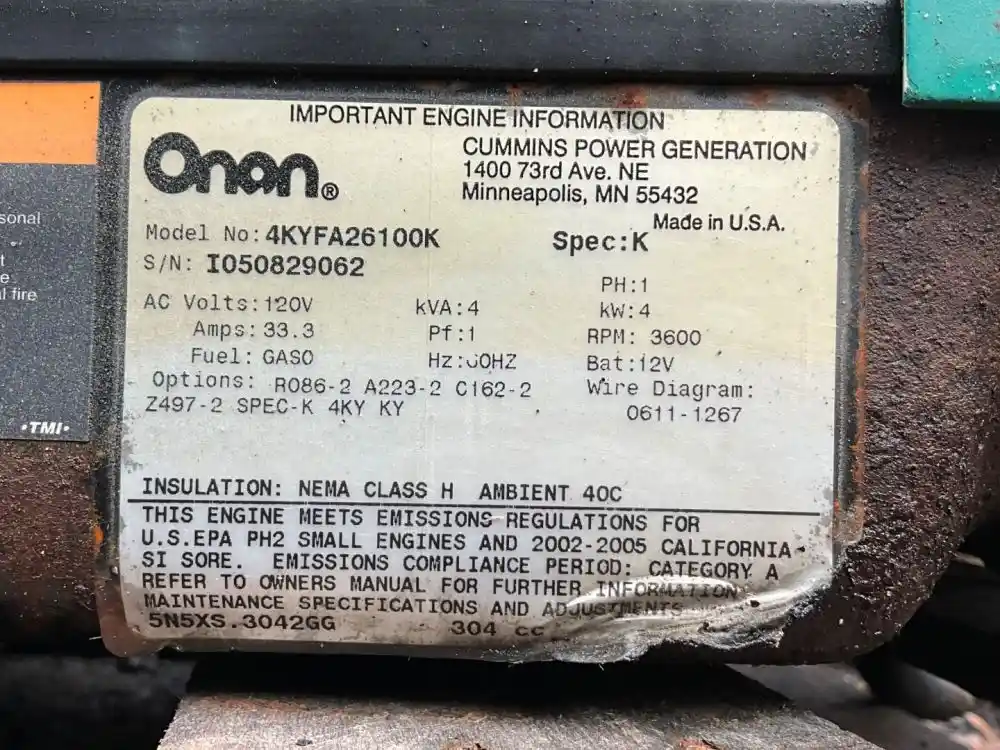 IMPORTANT ENGINE INFORMATION
Onan®
CUMMINS POWER GENERATION
1400 73rd Ave. NE
Minneapolis, MN 55432
Made in U.S.A.
Model No:4KYFA26100K
Spec:K
S/N: I050829062
PH:1
AC Volts:120V
kVA:4
kW:4
Amps:33.3
Pf:1
RPM: 3600
Fuel: GASO
Hz:60HZ
Bat:12V
Options: R086-2 A223-2 C162-2
Wire Diagram:
Z497-2 SPEC-K 4KY KY
0611-1267
INSULATION: NEMA CLASS H AMBIENT 40C
THIS ENGINE MEETS EMISSIONS REGULATIONS FOR
U.S.EPA PH2 SMALL ENGINES AND 2002-2005 CALIFORNIA
SI SORE. EMISSIONS COMPLIANCE PERIOD: CATEGORY A
REFER TO OWNERS MANUAL FOR FURTHER INFORMATION
MAINTENANCE SPECIFICATIONS AND ADJUSTMENTS
5N5XS.3042GG
304 cc
sonal
l fire
•TMI•